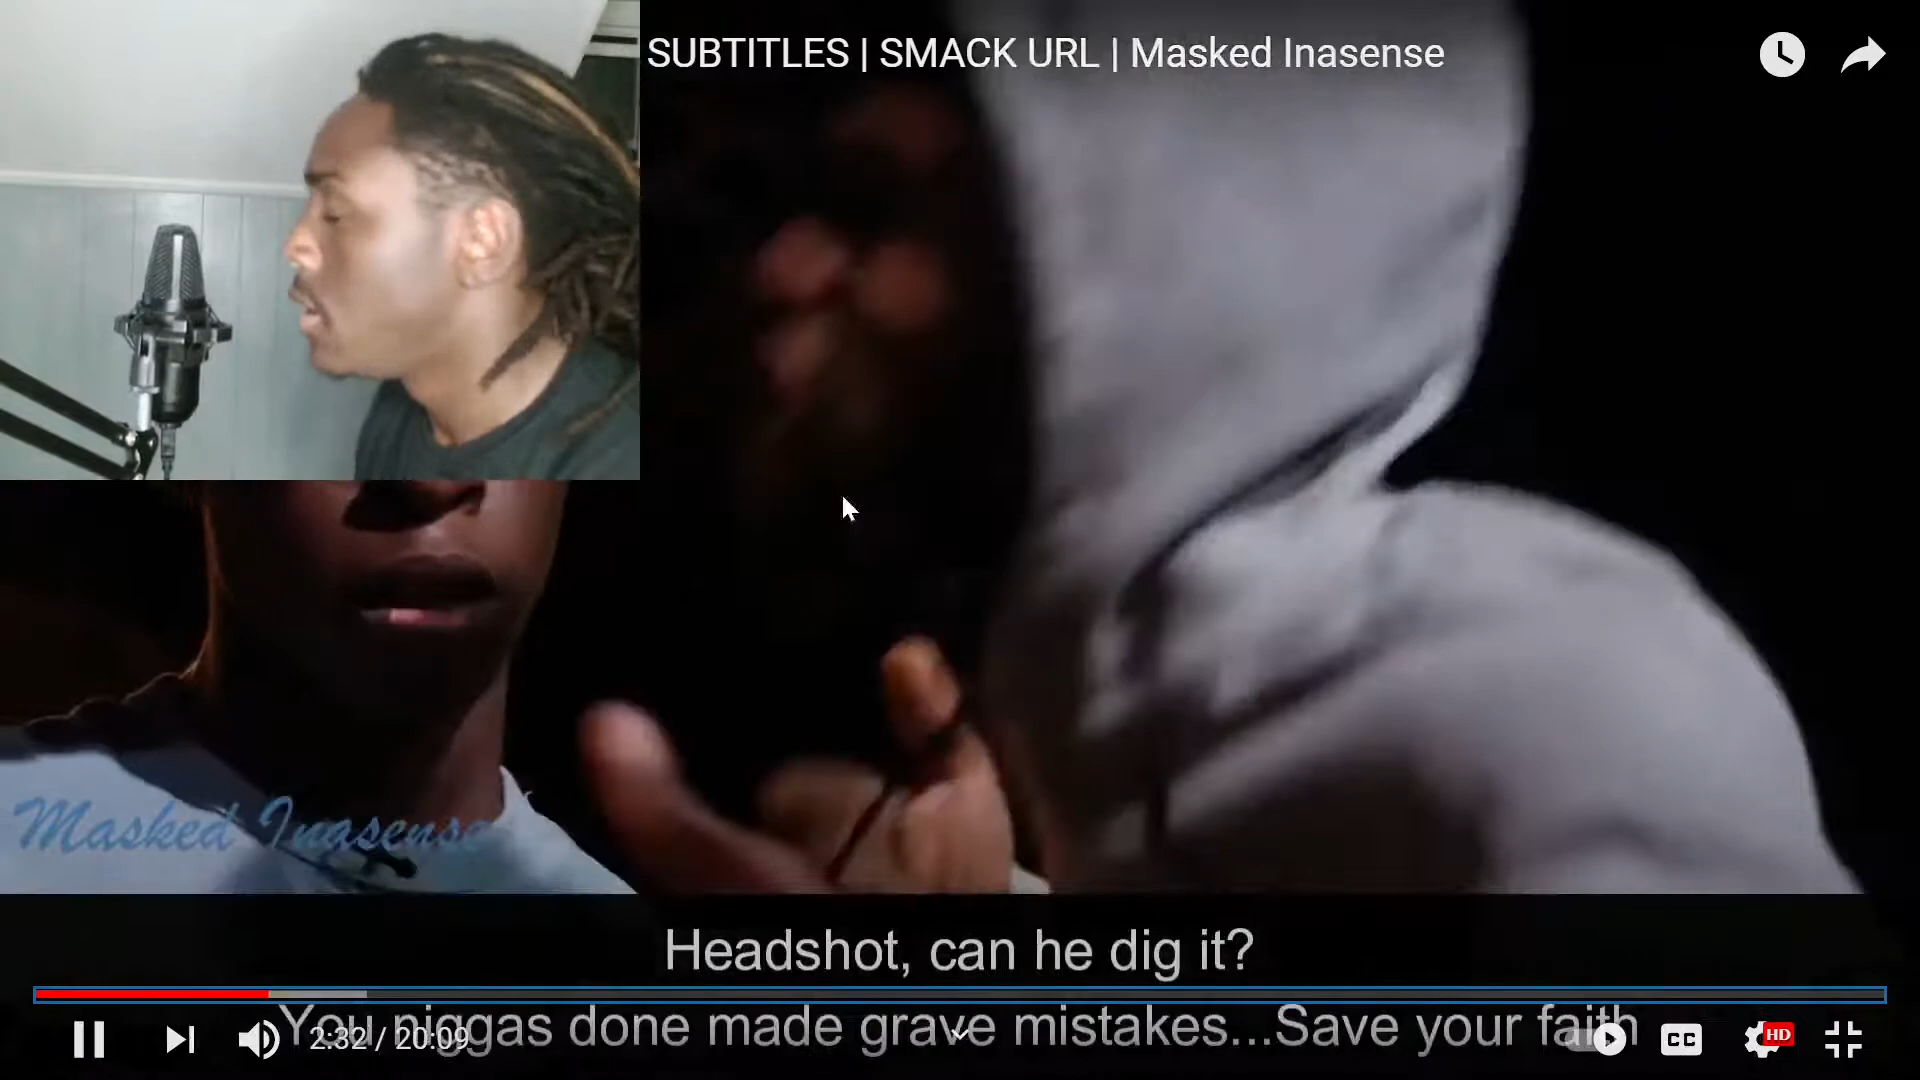 SUBTITLES | SMACK URL | Masked Inasense
Masked Inasense
Headshot, can he dig it?
You niggas done made grave mistakes...Save your faith
2:32 / 20:09
CC
HD